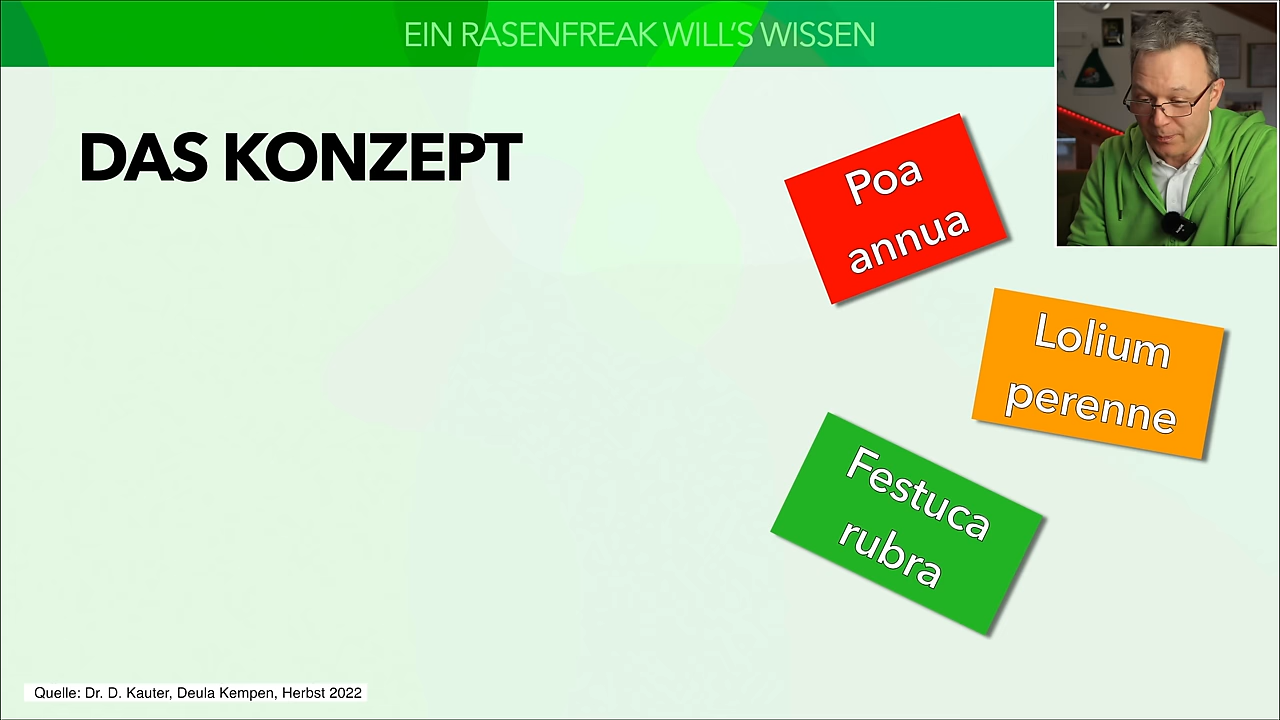 EIN RASENFREAK WILL'S WISSEN
DAS KONZEPT
Poa
annua
Lolium
perenne
Festuca
rubra
Quelle: Dr. D. Kauter, Deula Kempen, Herbst 2022